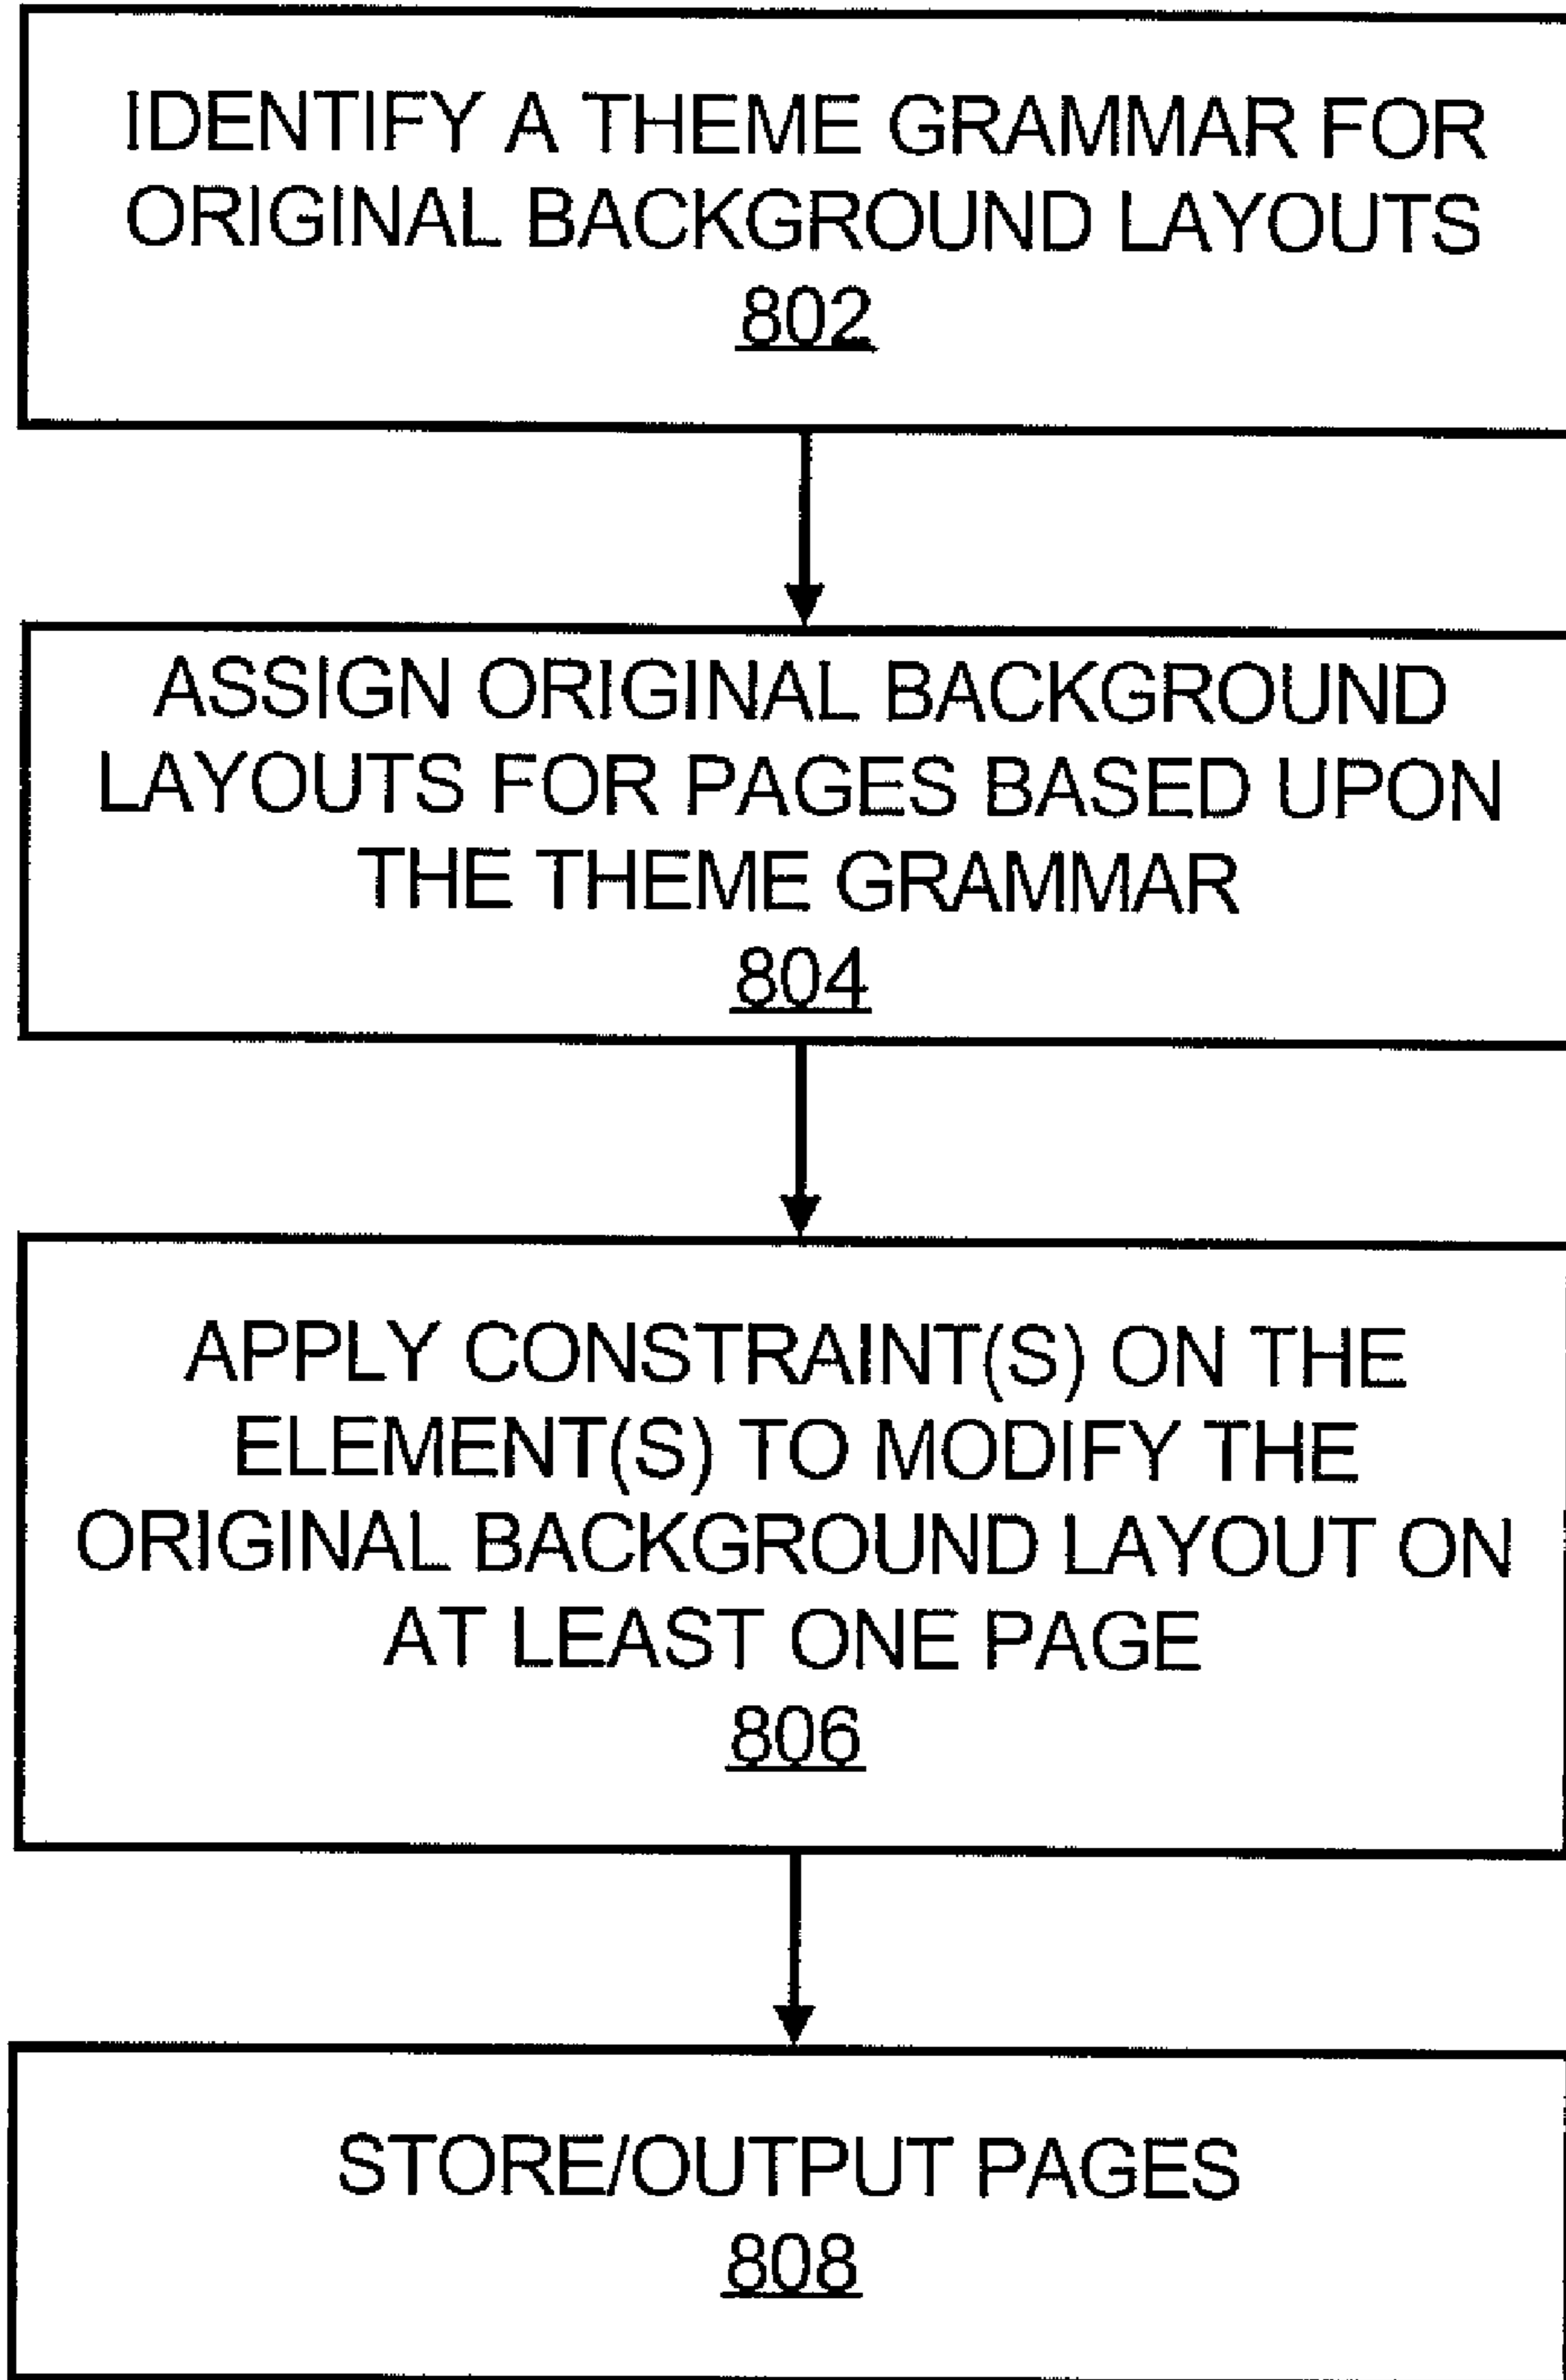 IDENTIFY A THEME GRAMMAR FOR
ORIGINAL BACKGROUND LAYOUTS
802
ASSIGN ORIGINAL BACKGROUND
LAYOUTS FOR PAGES BASED UPON
THE THEME GRAMMAR
804
APPLY CONSTRAINT(S) ON THE
ELEMENT(S) TO MODIFY THE
ORIGINAL BACKGROUND LAYOUT ON
AT LEAST ONE PAGE
806
STORE/OUTPUT PAGES
808